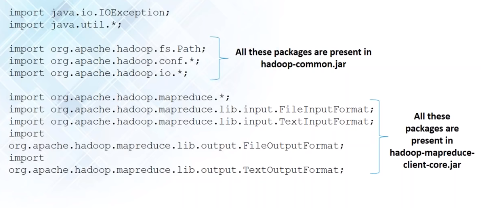 import java.io.IOException;
import java.util.*;
import org.apache.hadoop.fs.Path;
import org.apache.hadoop.conf.*;
import org.apache.hadoop.io.*;
All these packages are present in
hadoop-common.jar
import org.apache.hadoop.mapreduce.*;
import org.apache.hadoop.mapreduce.lib.input.FileInputFormat;
import org.apache.hadoop.mapreduce.lib.input.TextInputFormat;
import
org.apache.hadoop.mapreduce.lib.output.FileOutputFormat;
import
org.apache.hadoop.mapreduce.lib.output.TextOutputFormat;
All these
packages are
present in
hadoop-mapreduce-
client-core.jar